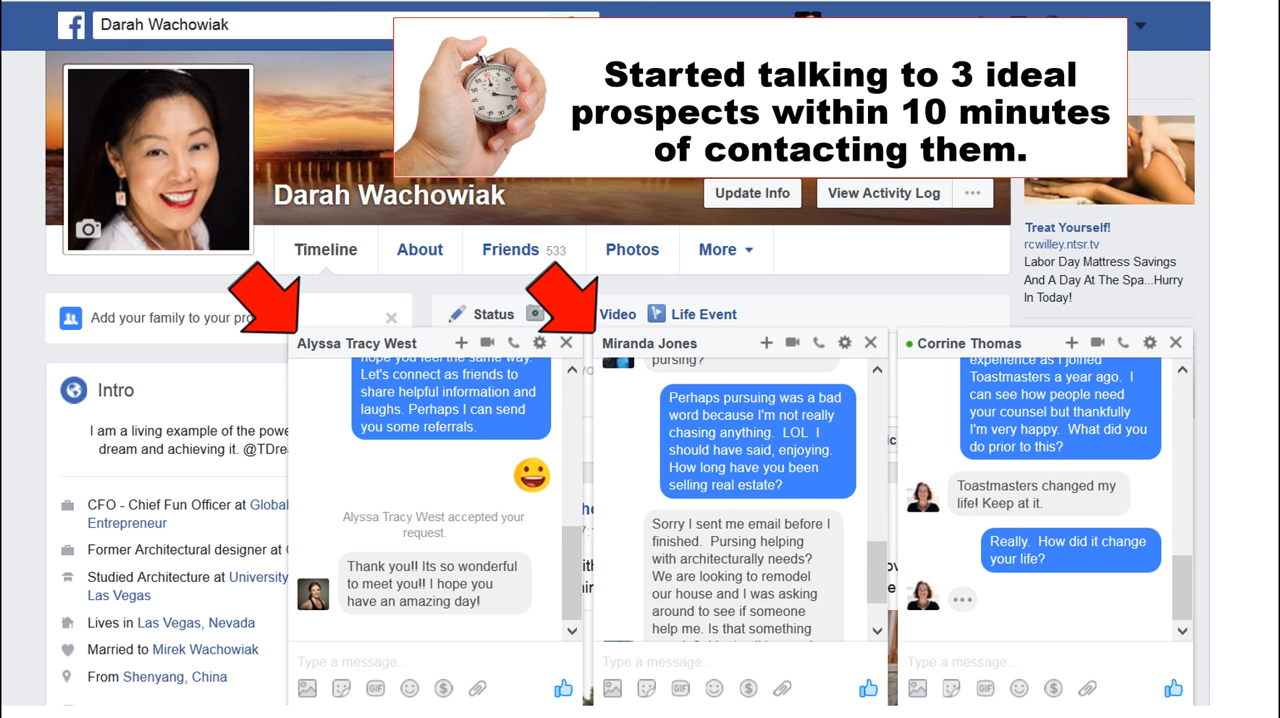 Darah Wachowiak
Started talking to 3 ideal
prospects within 10 minutes
of contacting them.
Darah Wachowiak
Update Info
View Activity Log
Timeline
About
Friends 533
Photos
More
Treat Yourself!
rcwilley.ntsr.tv
Labor Day Mattress Savings
And A Day At The Spa...Hurry
In Today!
Add your family to your
Status
Video
Life Event
Intro
I am a living example of the
dream and achieving it.
CFO - Chief Fun Officer at Global
Entrepreneur
Former Architectural designer at
Studied Architecture at University
Las Vegas
Lives in Las Vegas, Nevada
Married to Mirek Wachowiak
From Shenyang, China
Alyssa Tracy West
hope you feel the same way.
Let's connect as friends to
share helpful information and
laughs. Perhaps I can send
you some referrals.
Alyssa Tracy West accepted your
request.
Thank you!! Its so wonderful
to meet you!! I hope you
have an amazing day!
Type a message...
GIF
Miranda Jones
pursing?
Perhaps pursuing was a bad
word because I'm not really
chasing anything. LOL I
should have said, enjoying.
How long have you been
selling real estate?
Sorry I sent me email before I
finished. Pursing helping
with architecturally needs?
We are looking to remodel
our house and I was asking
around to see if someone
help me. Is that something
Type a message...
GIF
Corrine Thomas
experience as I joined
Toastmasters a year ago. I
can see how people need
your counsel but thankfully
I'm very happy. What did you
do prior to this?
Toastmasters changed my
life! Keep at it.
Really. How did it change
your life?
Type a message...
GIF